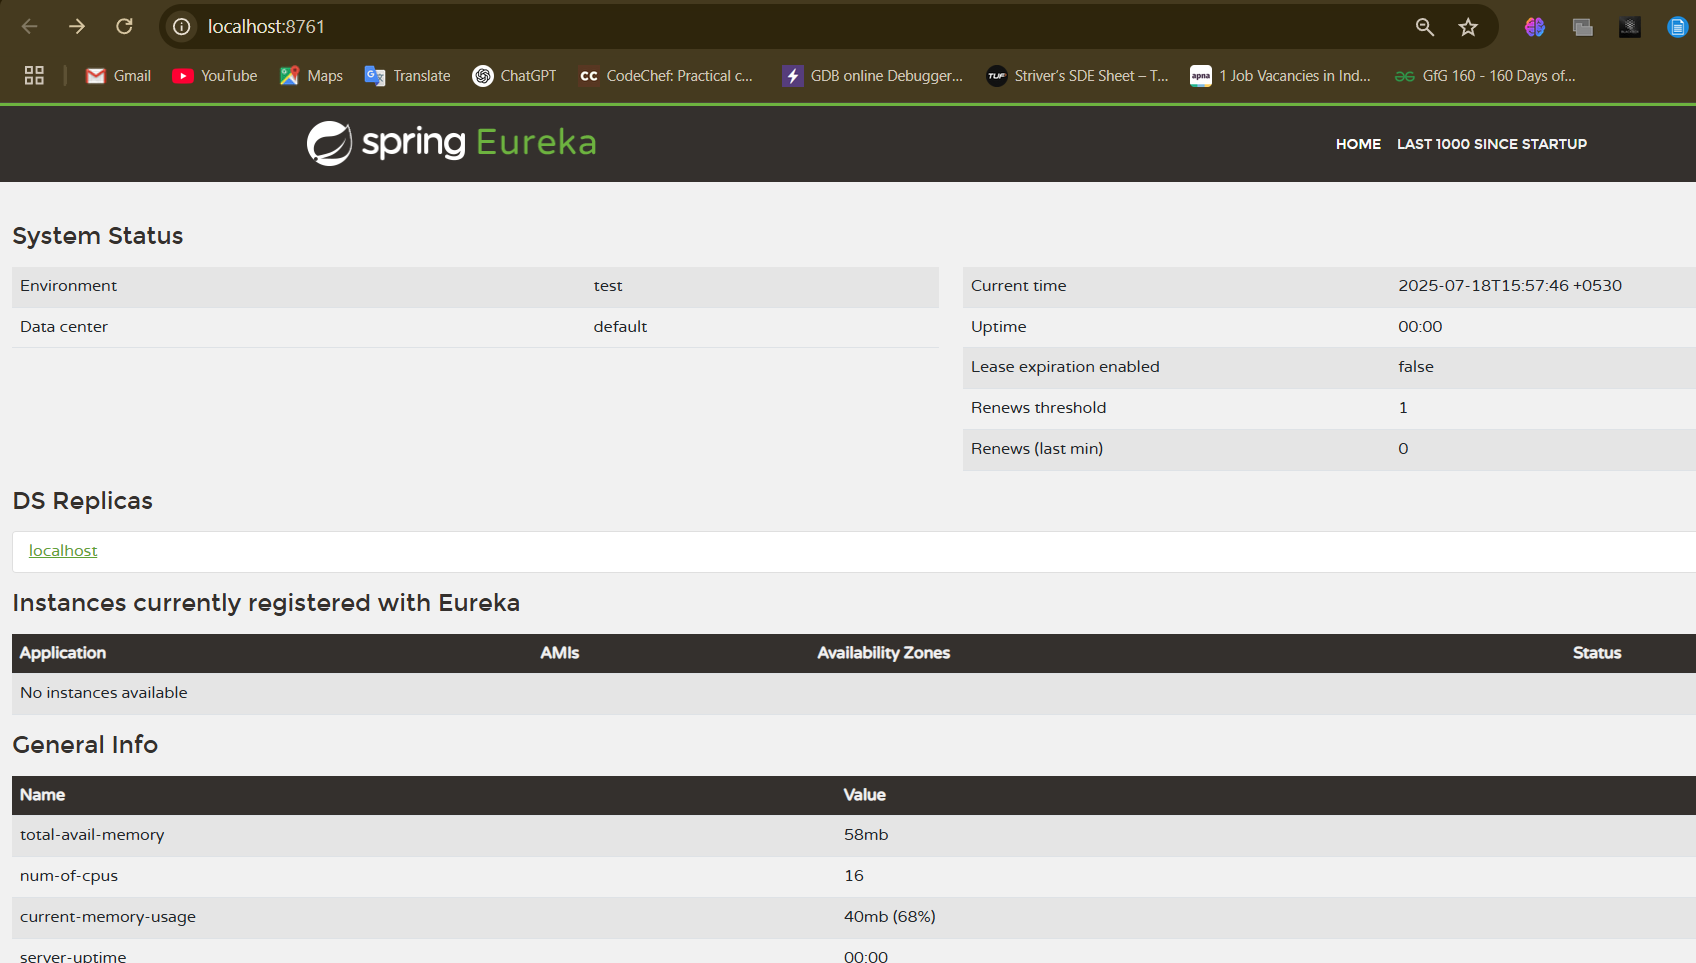 localhost:8761
Gmail YouTube Maps Translate ChatGPT CodeChef: Practical c... GDB online Debugger... Striver's SDE Sheet – T... 1 Job Vacancies in Ind... GfG 160 - 160 Days of...
spring Eureka
HOME LAST 1000 SINCE STARTUP
System Status
Environment test
Data center default
Current time 2025-07-18T15:57:46 +0530
Uptime 00:00
Lease expiration enabled false
Renews threshold 1
Renews (last min) 0
DS Replicas
localhost
Instances currently registered with Eureka
Application AMIs Availability Zones Status
No instances available
General Info
Name Value
total-avail-memory 58mb
num-of-cpus 16
current-memory-usage 40mb (68%)
server-uptime 00:00